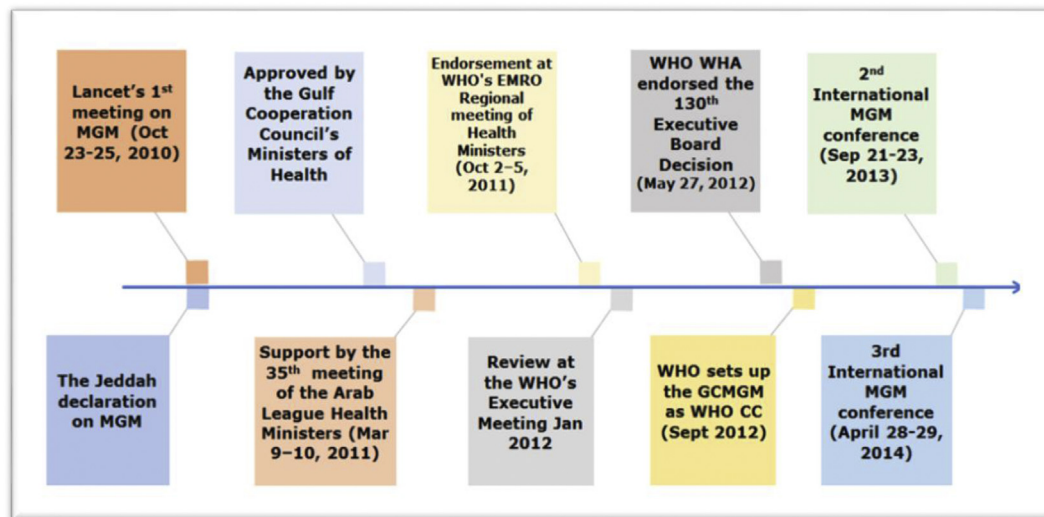 Lancet's 1st
meeting on
MGM (Oct
23-25, 2010)
Approved by
the Gulf
Cooperation
Council's
Ministers of
Health
Endorsement at
WHO's EMRO
Regional
meeting of
Health
Ministers
(Oct 2–5,
2011)
WHO WHA
endorsed the
130th
Executive
Board
Decision
(May 27, 2012)
2nd
International
MGM
conference
(Sep 21-23,
2013)
The Jeddah
declaration
on MGM
Support by the
35th meeting
of the Arab
League Health
Ministers (Mar
9–10, 2011)
Review at
the WHO's
Executive
Meeting Jan
2012
WHO sets up
the GCMGM
as WHO CC
(Sept 2012)
3rd
International
MGM
conference
(April 28-29,
2014)